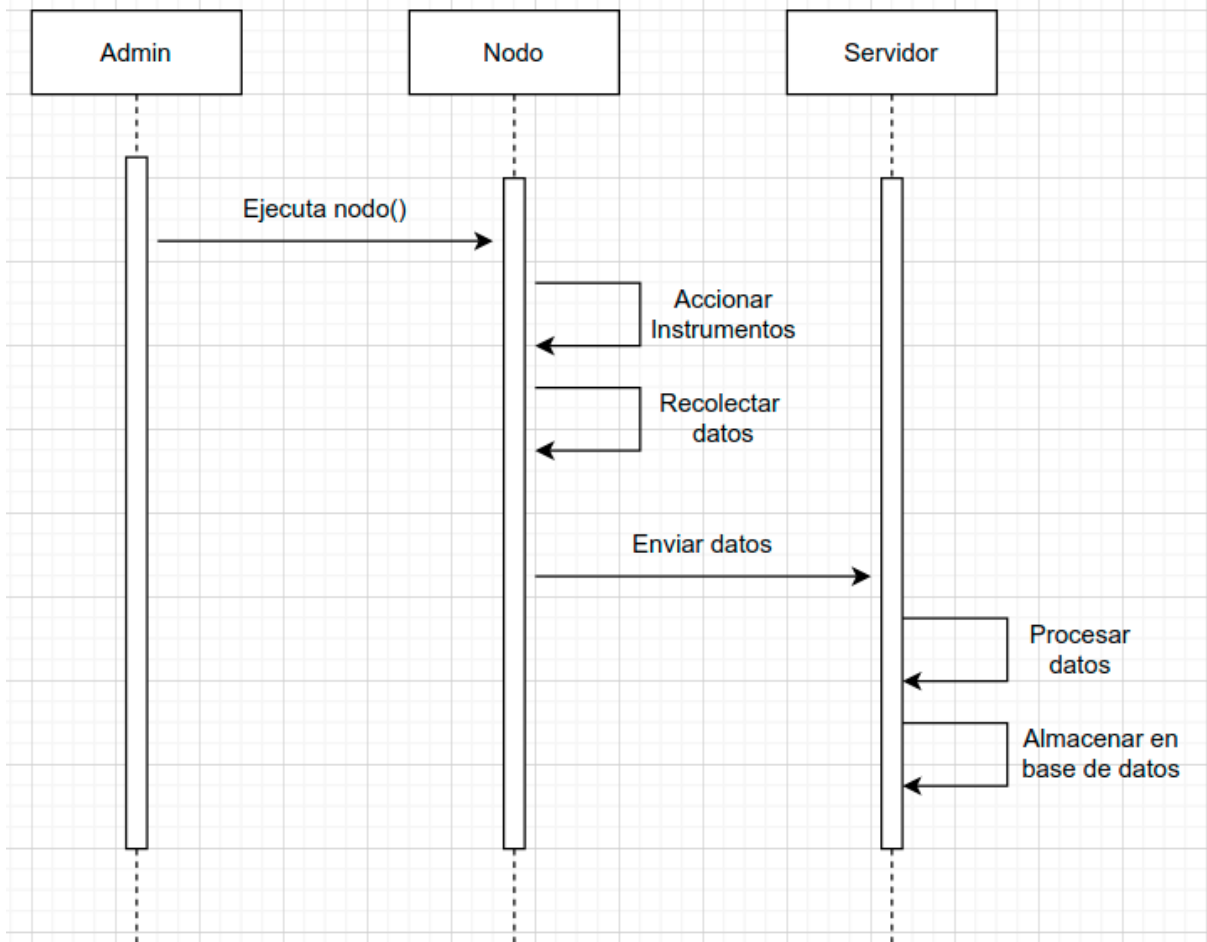 Admin
Nodo
Servidor
Ejecuta nodo()
Accionar
Instrumentos
Recolectar
datos
Enviar datos
Procesar
datos
Almacenar en
base de datos